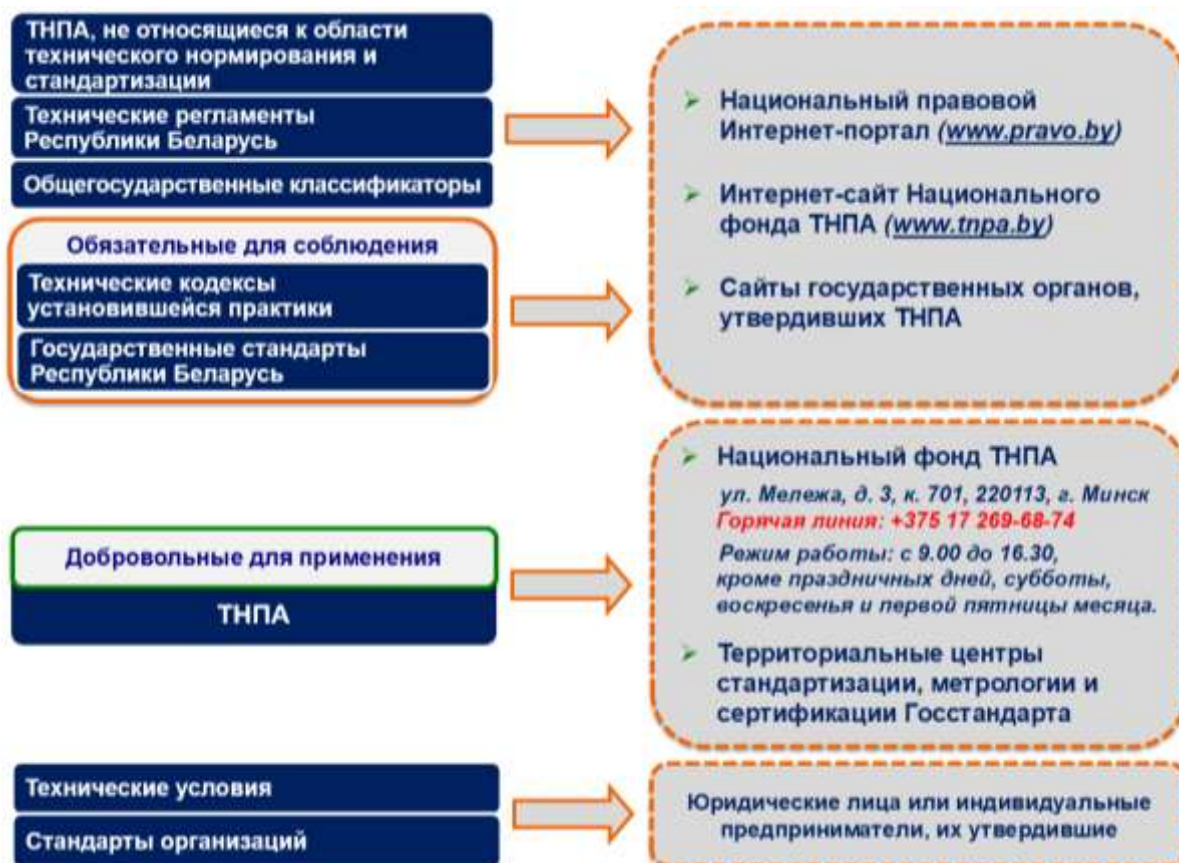 ТНПА, не относящиеся к области
технического нормирования и
стандартизации
Технические регламенты
Республики Беларусь
Общегосударственные классификаторы
Обязательные для соблюдения
Технические кодексы
установившейся практики
Государственные стандарты
Республики Беларусь
Национальный правовой
Интернет-портал (www.pravo.by)
Интернет-сайт Национального
фонда ТНПА (www.tnpa.by)
Сайты государственных органов,
утвердивших ТНПА
Добровольные для применения
ТНПА
Национальный фонд ТНПА
ул. Мележа, д. 3, к. 701, 220113, г. Минск
Горячая линия: +375 17 269-68-74
Режим работы: с 9.00 до 16.30,
кроме праздничных дней, субботы,
воскресенья и первой пятницы месяца.
Территориальные центры
стандартизации, метрологии и
сертификации Госстандарта
Технические условия
Стандарты организаций
Юридические лица или индивидуальные
предприниматели, их утвердившие